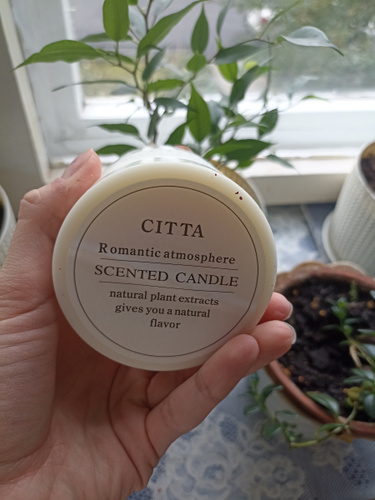 CITTA
Romantic atmosphere
SCENTED CANDLE
natural plant extracts
gives you a natural
flavor